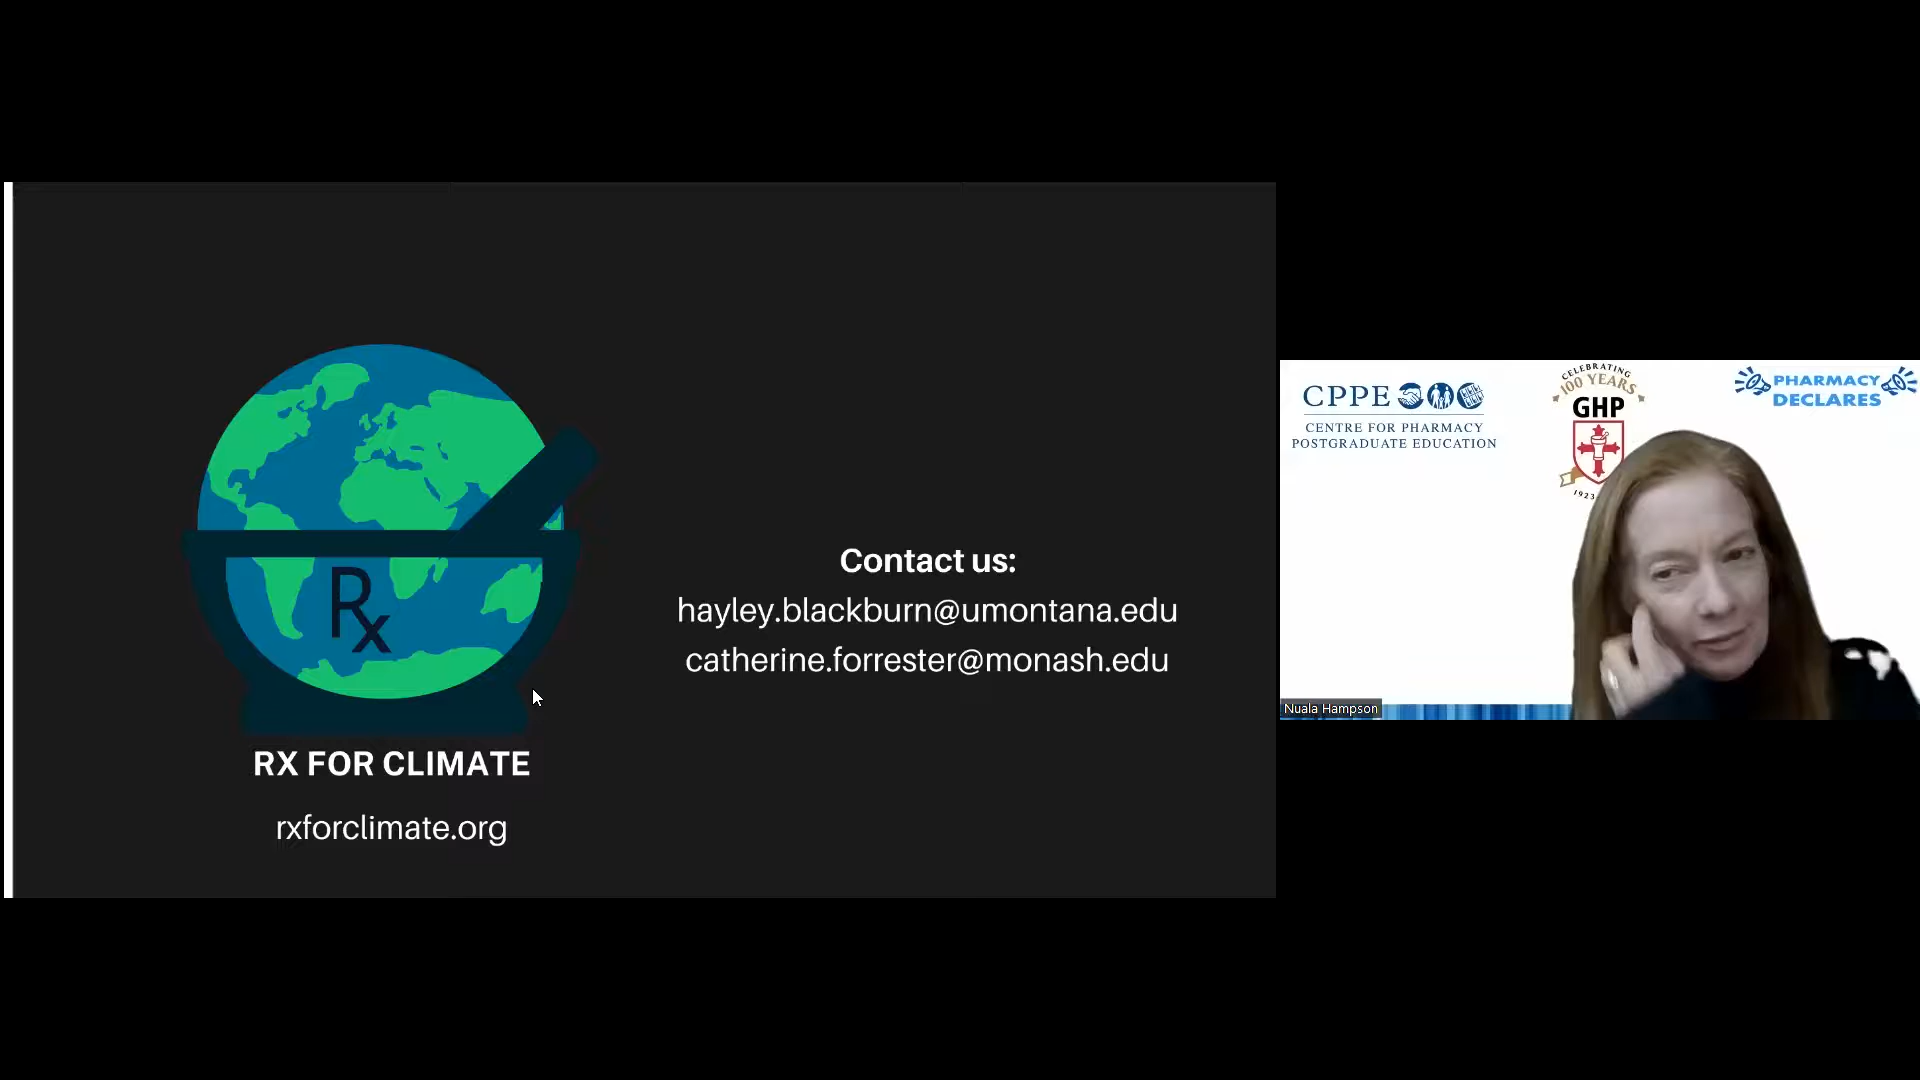 Rx
RX FOR CLIMATE
rxforclimate.org
Contact us:
hayley.blackburn@umontana.edu
catherine.forrester@monash.edu
CPPE
CENTRE FOR PHARMACY
POSTGRADUATE EDUCATION
CELEBRATING
100 YEARS
GHP
1923
PHARMACY
DECLARES
Nuala Hampson